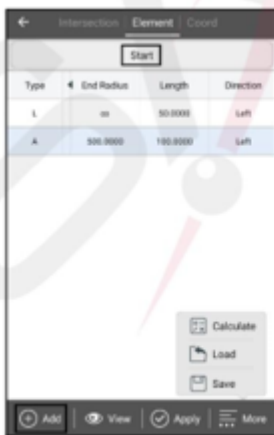 Intersection Element Coord
Start
Type End Radius Length Direction
L ∞ 50.0000 Left
A 500.0000 100.0000 Left
Calculate
Load
Save
Add View Apply More